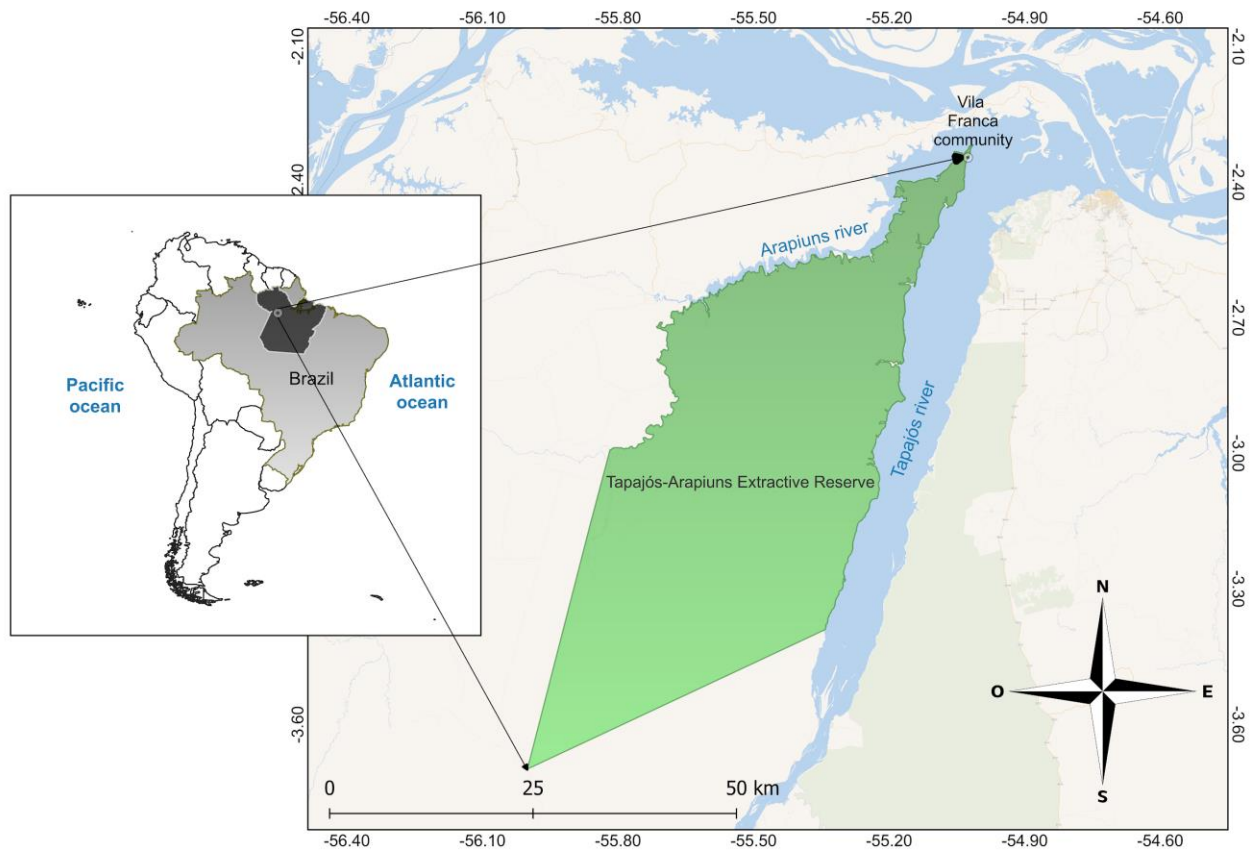 -56.40 -56.10 -55.80 -55.50 -55.20 -54.90 -54.60
-2.10
-2.10
Vila
Franca
community
-2.40
-2.40
Arapiuns river
-2.70
Pacific
ocean
Brazil
Atlantic
ocean
Tapajós river
-3.00
Tapajós-Arapiuns Extractive Reserve
-3.30
N
O
E
S
-3.60
-3.60
0 25 50 km
-56.40 -56.10 -55.80 -55.50 -55.20 -54.90 -54.60